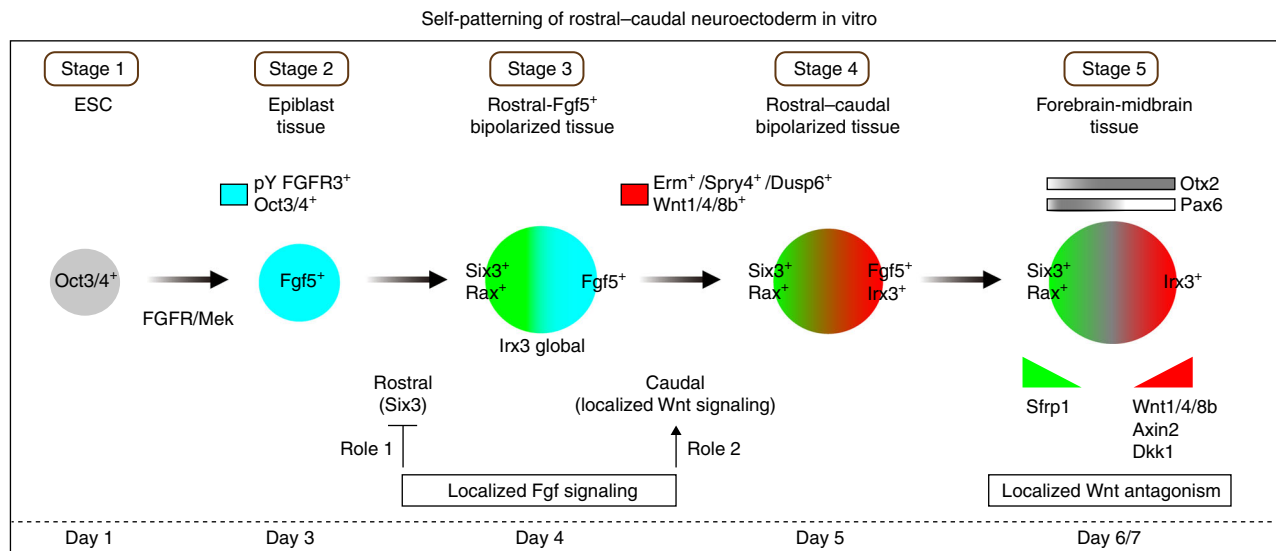 Self-patterning of rostral–caudal neuroectoderm in vitro
Stage 1
ESC
Stage 2
Epiblast
tissue
Stage 3
Rostral-Fgf5⁺
bipolarized tissue
Stage 4
Rostral–caudal
bipolarized tissue
Stage 5
Forebrain-midbrain
tissue
pY FGFR3⁺
Oct3/4⁺
Erm⁺/Spry4⁺/Dusp6⁺
Wnt1/4/8b⁺
Otx2
Pax6
Oct3/4⁺
FGFR/Mek
Fgf5⁺
Six3⁺
Rax⁺
Fgf5⁺
Irx3 global
Six3⁺
Rax⁺
Fgf5⁺
Irx3⁺
Six3⁺
Rax⁺
Irx3⁺
Rostral
(Six3)
Role 1
Caudal
(localized Wnt signaling)
Role 2
Localized Fgf signaling
Sfrp1
Wnt1/4/8b
Axin2
Dkk1
Localized Wnt antagonism
Day 1
Day 3
Day 4
Day 5
Day 6/7